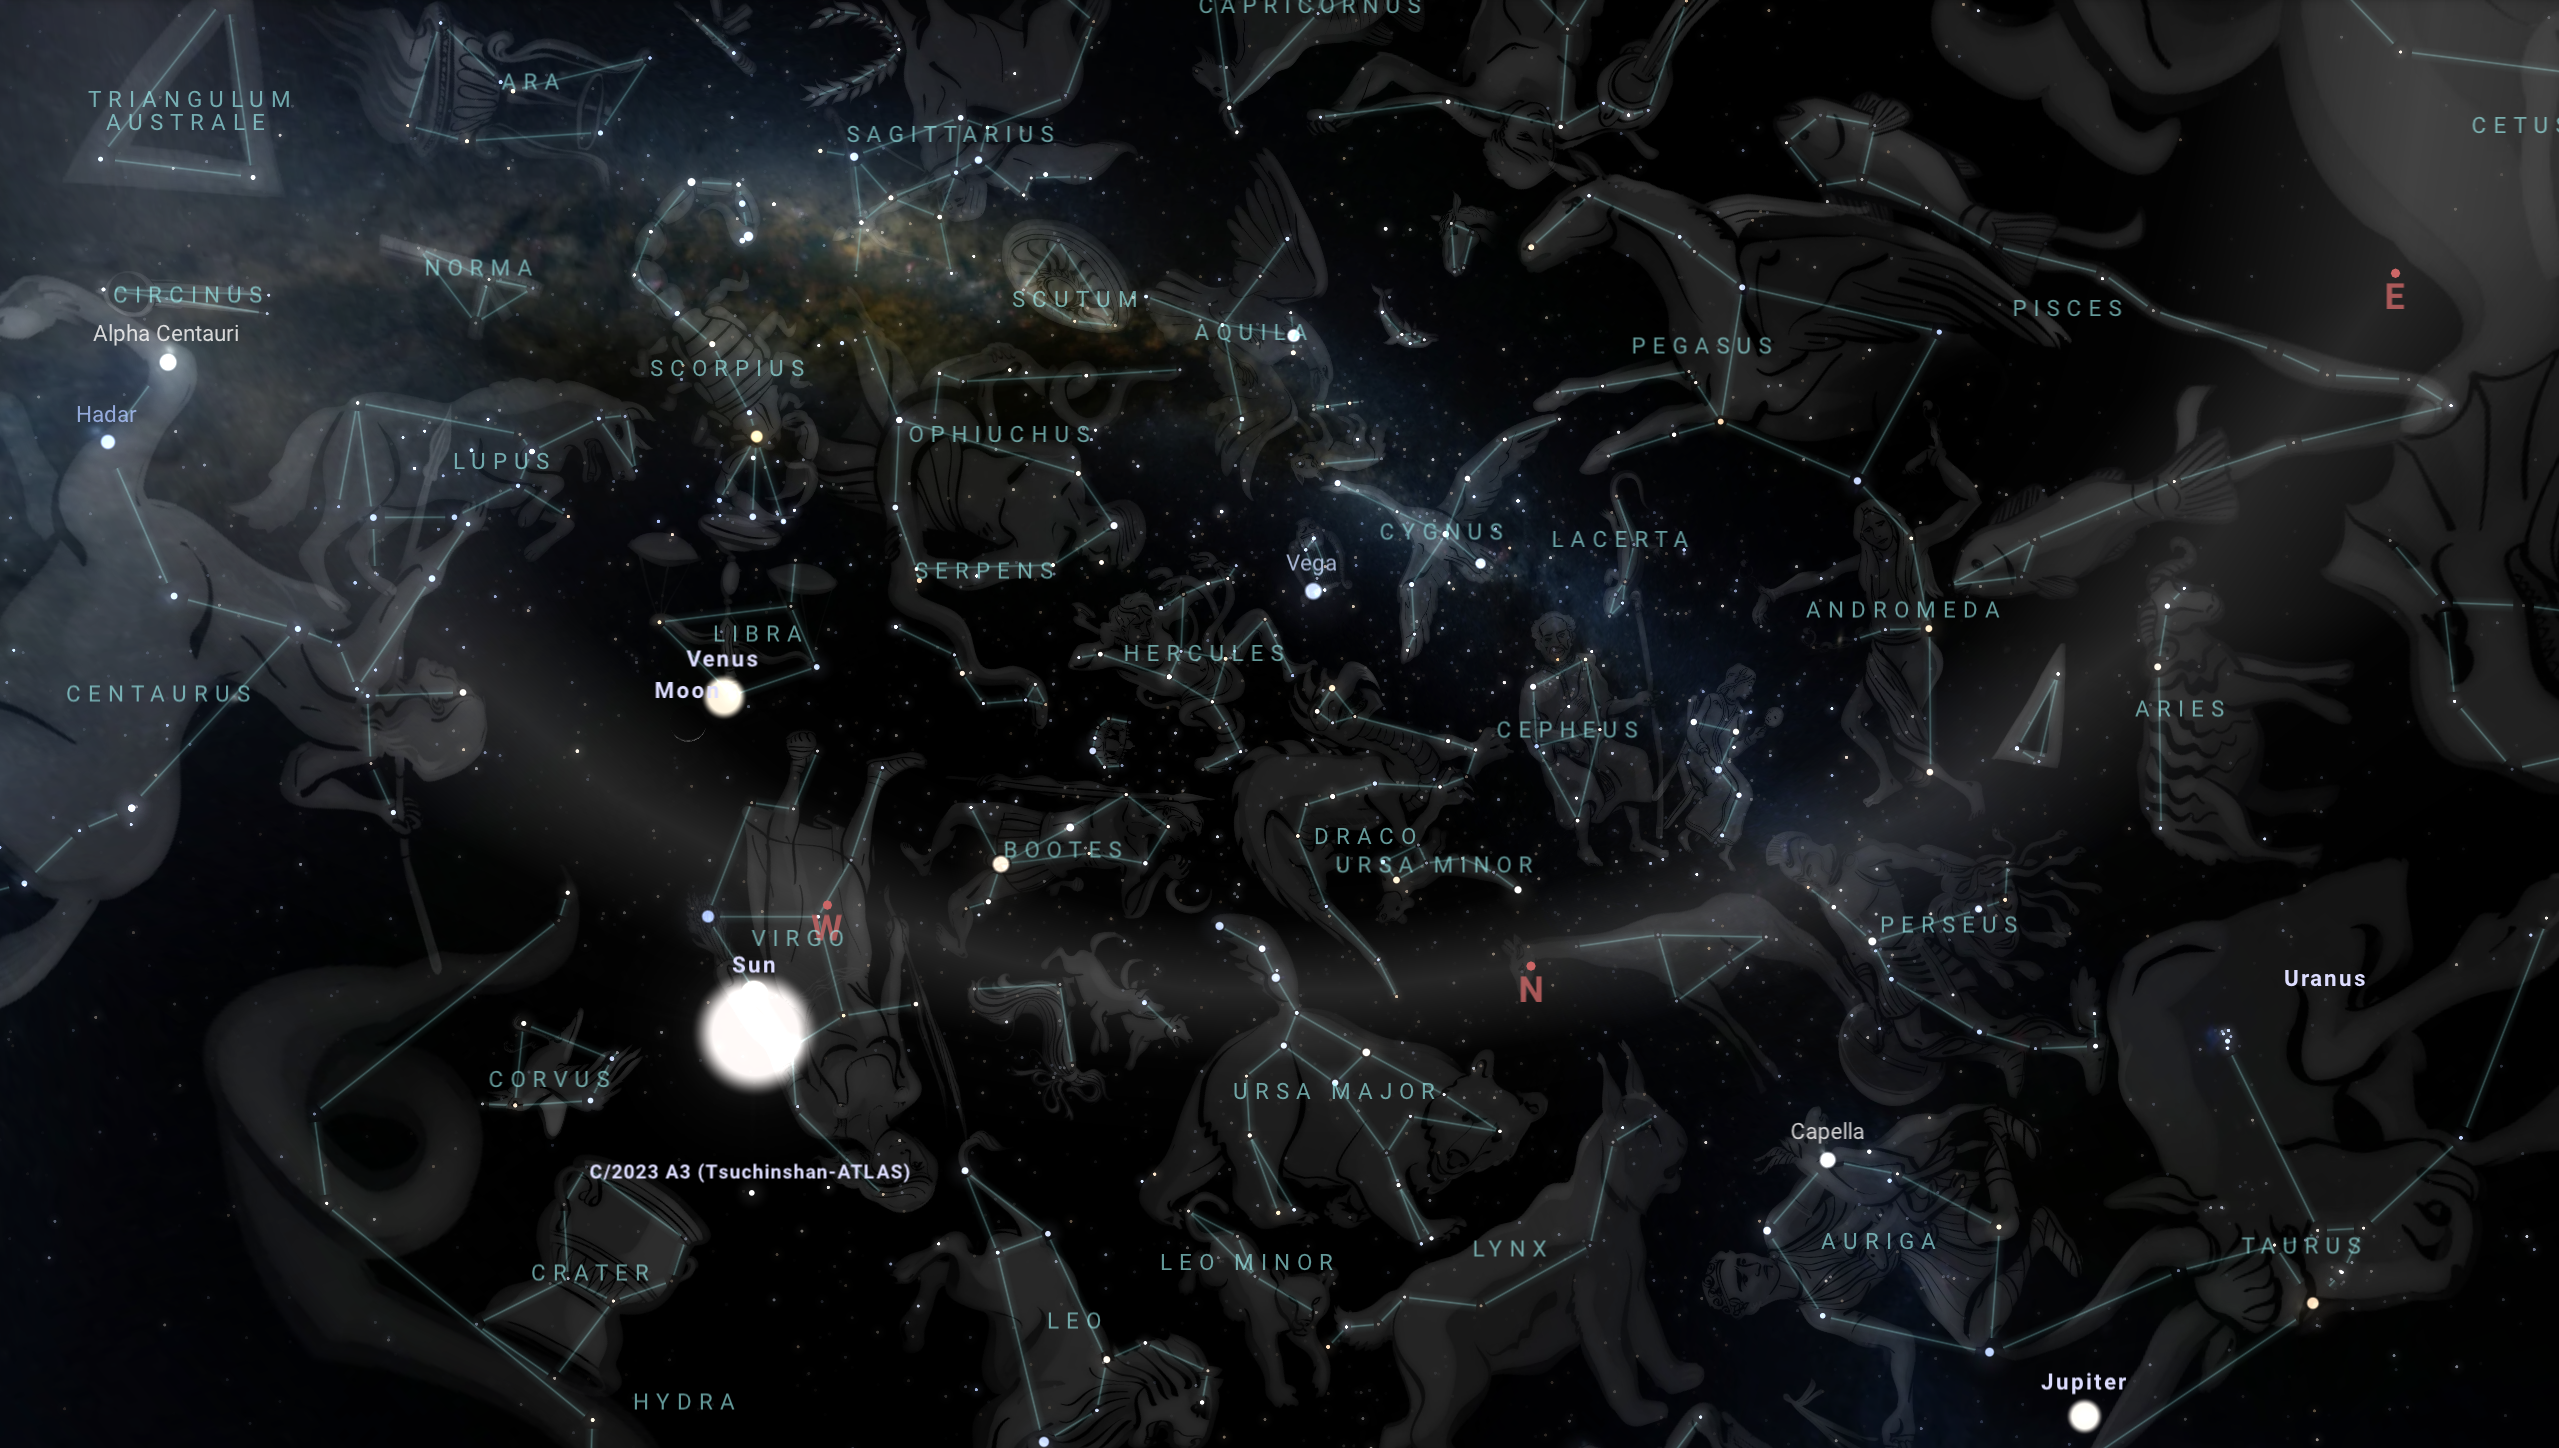 CAPRICORNUS
ARA
TRIANGULUM
AUSTRALE
SAGITTARIUS
CETUS
NORMA
CIRCINUS
SCUTUM
E
PISCES
Alpha Centauri
AQUILA
PEGASUS
SCORPIUS
Hadar
OPHIUCHUS
LUPUS
CYGNUS
LACERTA
Vega
SERPENS
ANDROMEDA
LIBRA
HERCULES
Venus
Moon
CENTAURUS
ARIES
CEPHEUS
DRACO
BOOTES
URSA MINOR
W
PERSEUS
VIRGO
Sun
Uranus
N
CORVUS
URSA MAJOR
Capella
C/2023 A3 (Tsuchinshan-ATLAS)
AURIGA
TAURUS
LYNX
LEO MINOR
CRATER
LEO
Jupiter
HYDRA